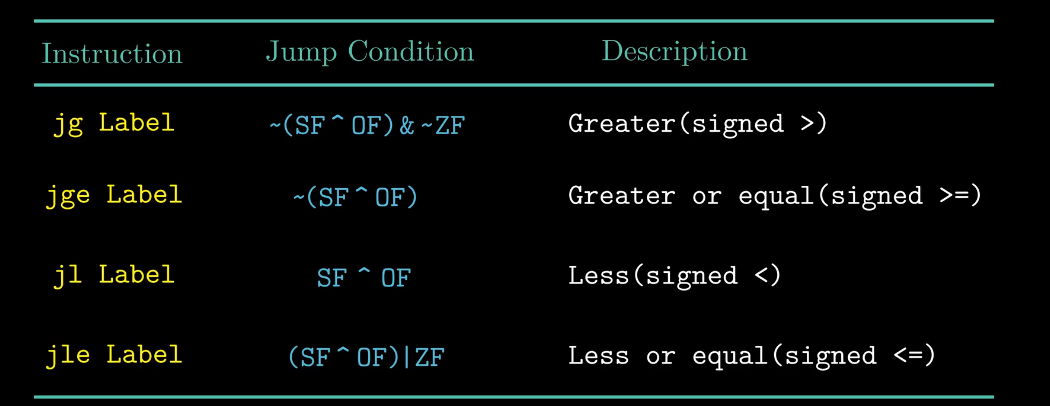 Instruction Jump Condition Description
jg Label ~(SF ^ OF) & ~ZF Greater(signed >)
jge Label ~(SF ^ OF) Greater or equal(signed >=)
jl Label SF ^ OF Less(signed <)
jle Label (SF ^ OF)|ZF Less or equal(signed <=)